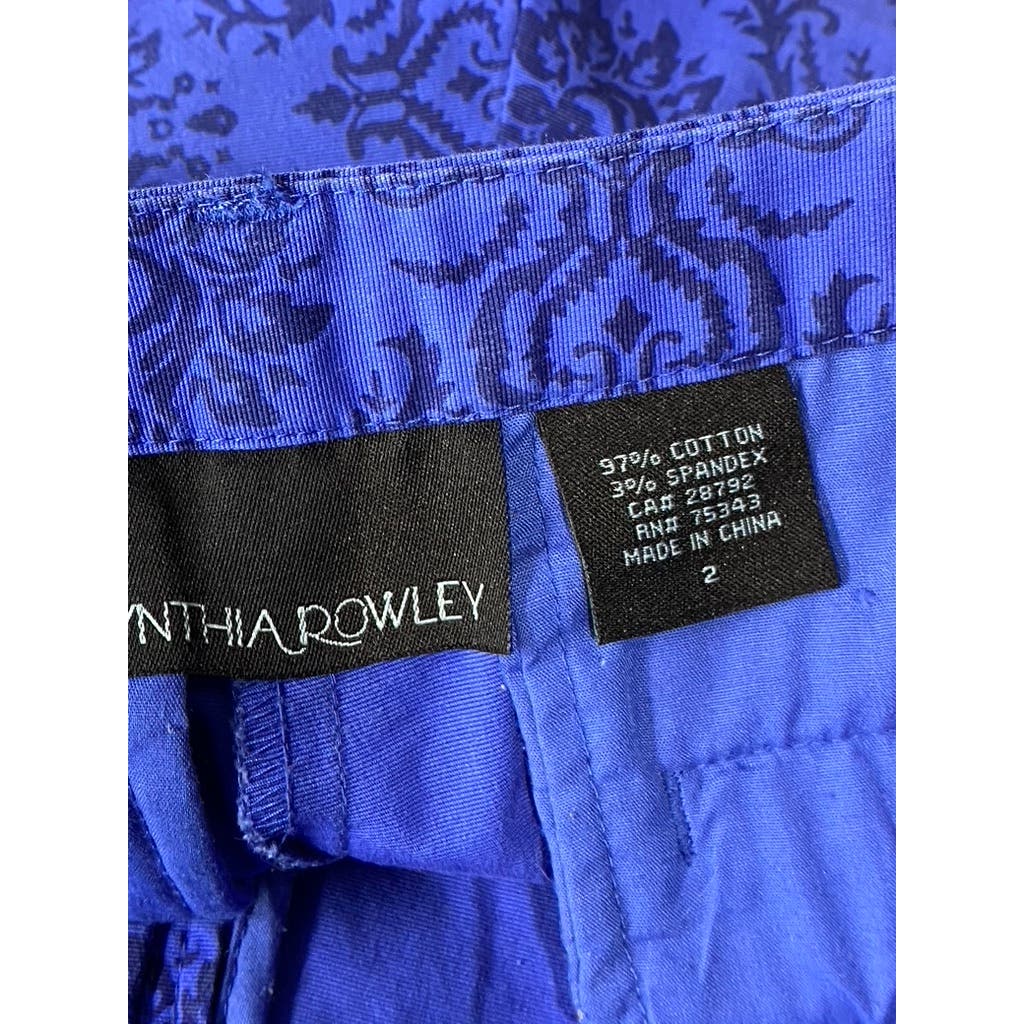 YNTHIA ROWLEY
97% COTTON
3% SPANDEX
CA# 28792
RN# 75343
MADE IN CHINA
2